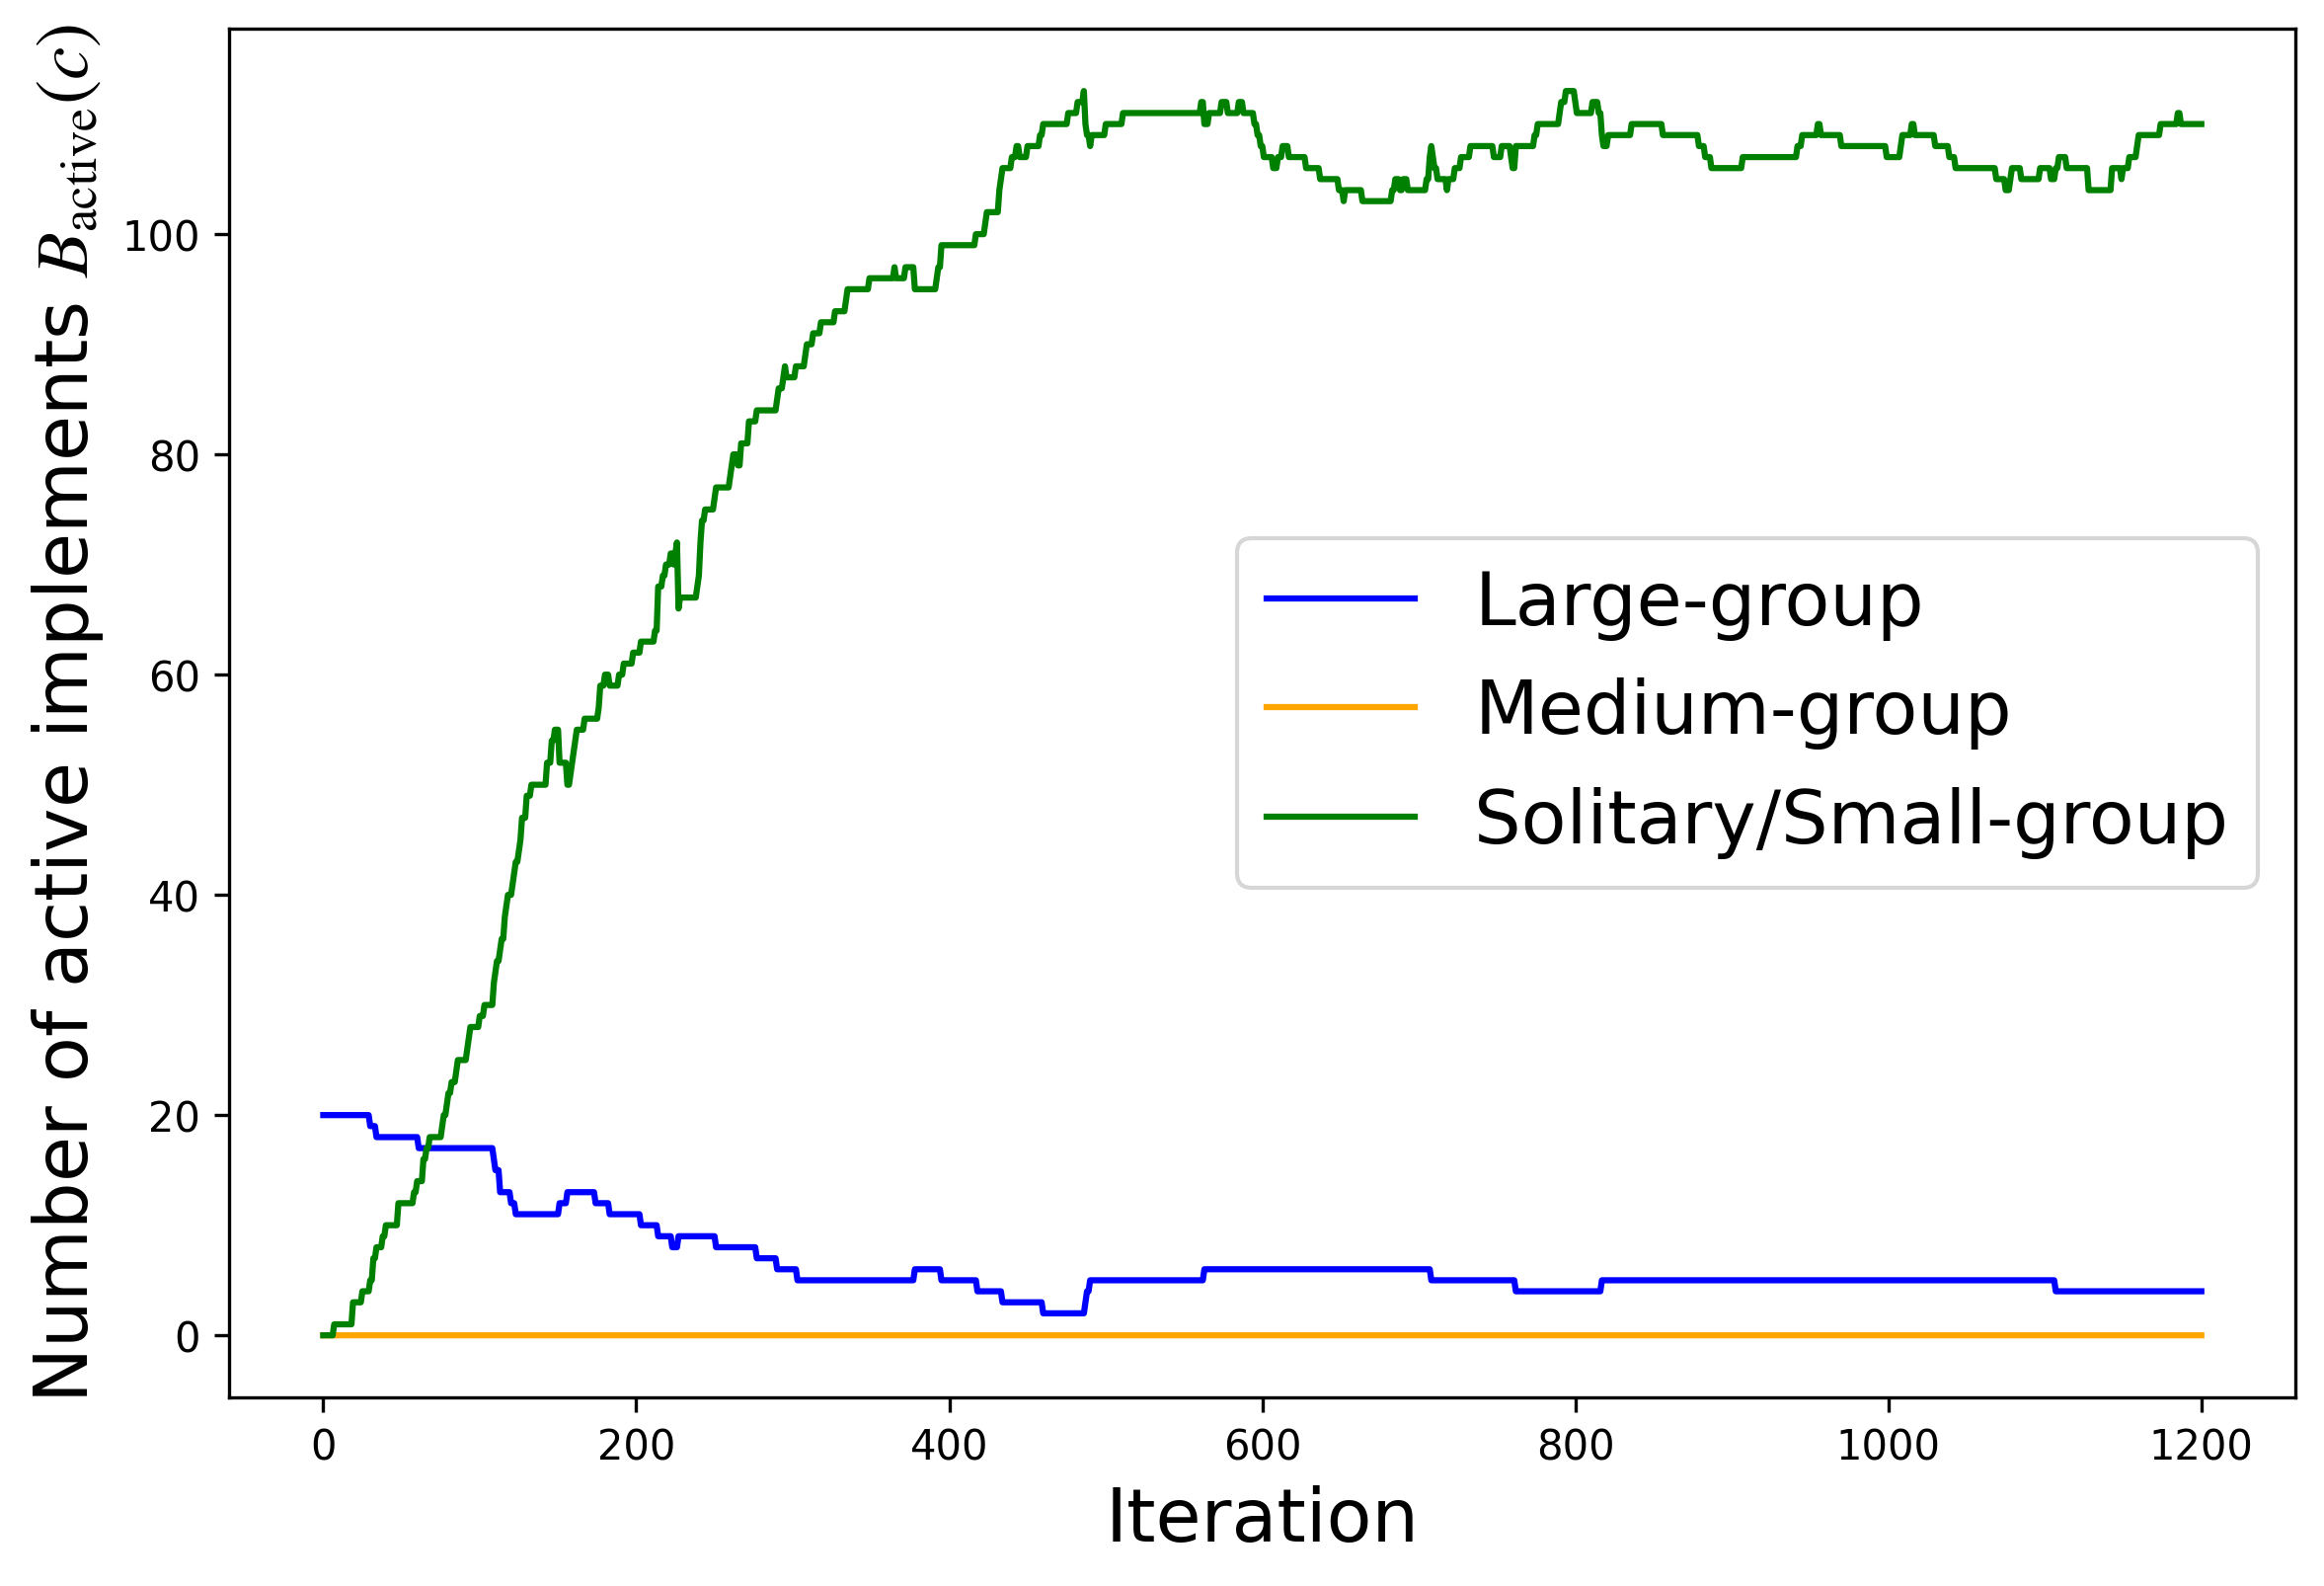 Number of active implements B_active(c)
100
80
60
40
20
0
Large-group
Medium-group
Solitary/Small-group
0 200 400 600 800 1000 1200
Iteration